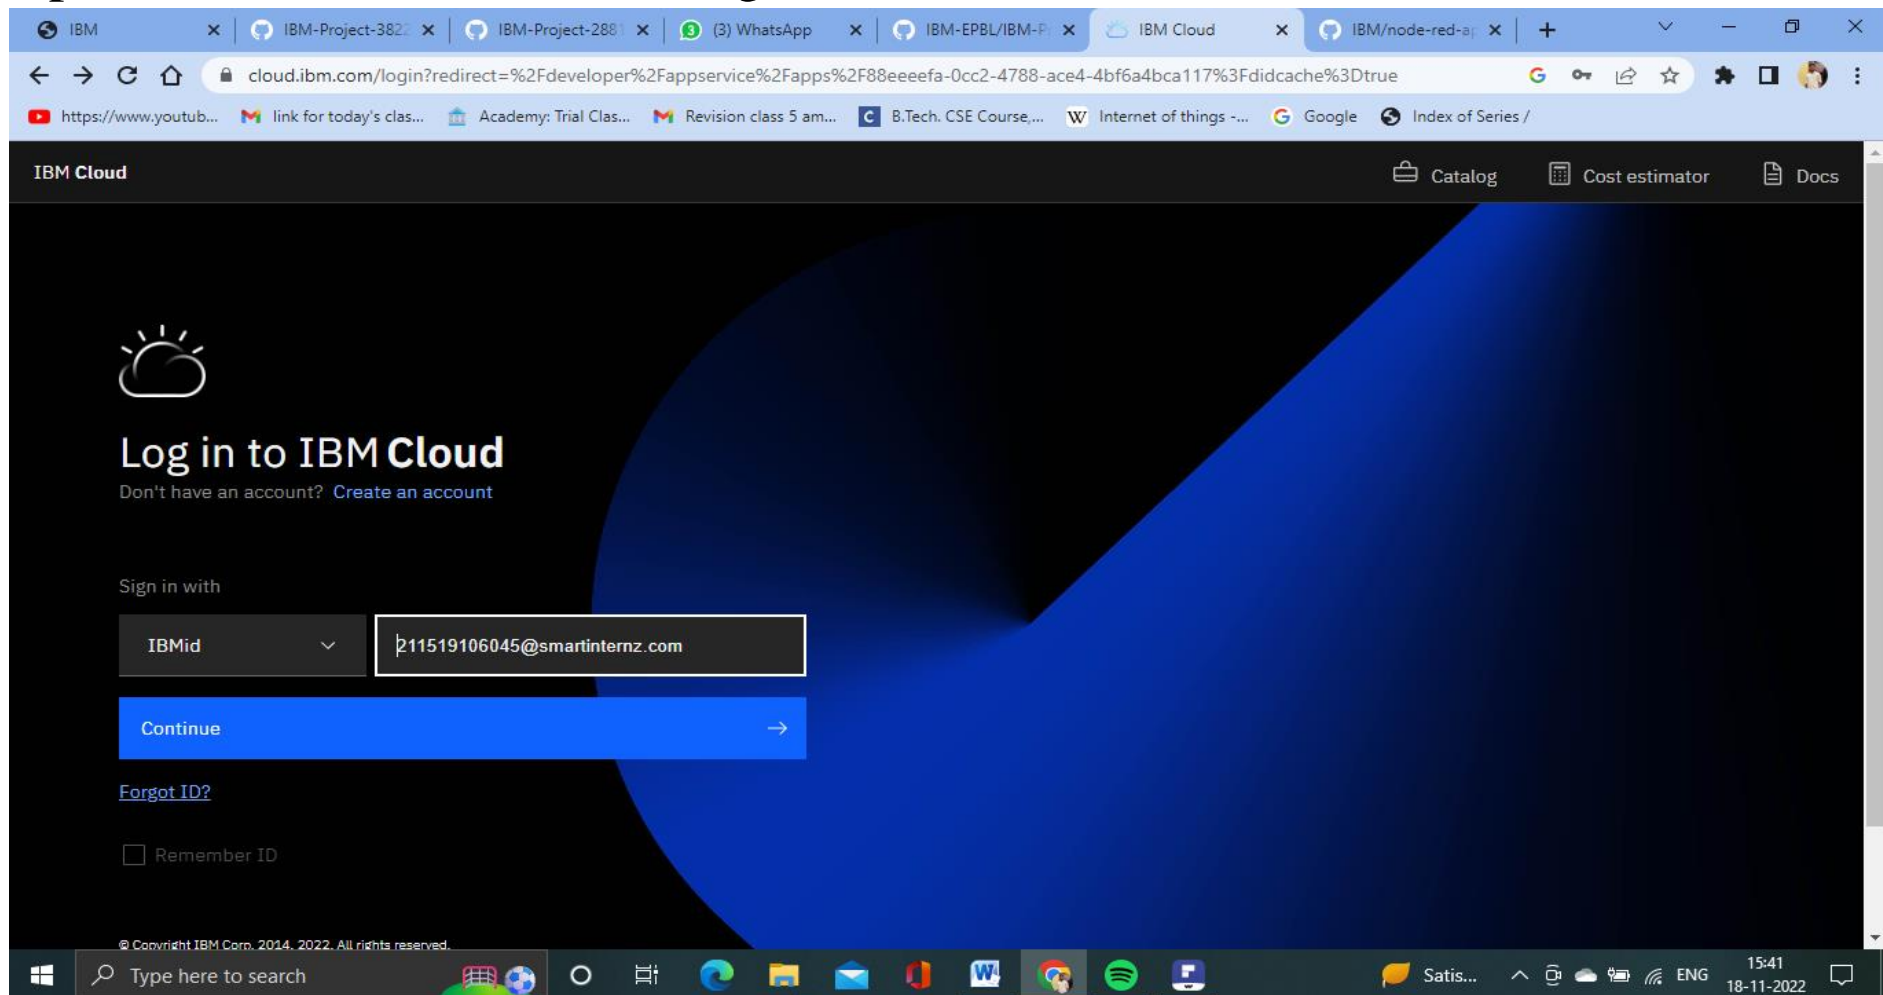 IBM
IBM-Project-3822
IBM-Project-2881
(3) WhatsApp
IBM-EPBL/IBM-P
IBM Cloud
IBM/node-red-ap
cloud.ibm.com/login?redirect=%2Fdeveloper%2Fappservice%2Fapps%2F88eeeefa-0cc2-4788-ace4-4bf6a4bca117%3Fdidcache%3Dtrue
https://www.youtub...
link for today's clas...
Academy: Trial Clas...
Revision class 5 am...
B.Tech. CSE Course,...
Internet of things -...
Google
Index of Series /
IBM Cloud
Catalog
Cost estimator
Docs
Log in to IBM Cloud
Don't have an account? Create an account
Sign in with
IBMid
211519106045@smartinternz.com
Continue
Forgot ID?
Remember ID
© Copyright IBM Corp. 2014, 2022. All rights reserved.
Type here to search
Satis...
ENG
15:41
18-11-2022